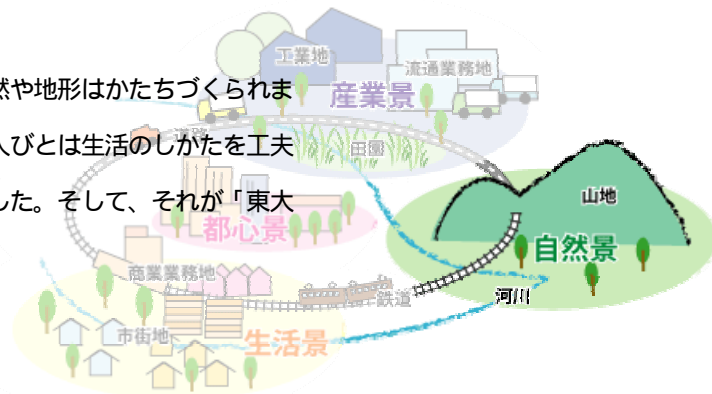 工業地
流通業務地
産業景
然や地形はかたちづくられま
道路
人びとは生活のしかたを工夫
田園
山地
した。そして、それが「東大
都心景
自然景
商業業務地
鉄道
河川
市街地
生活景